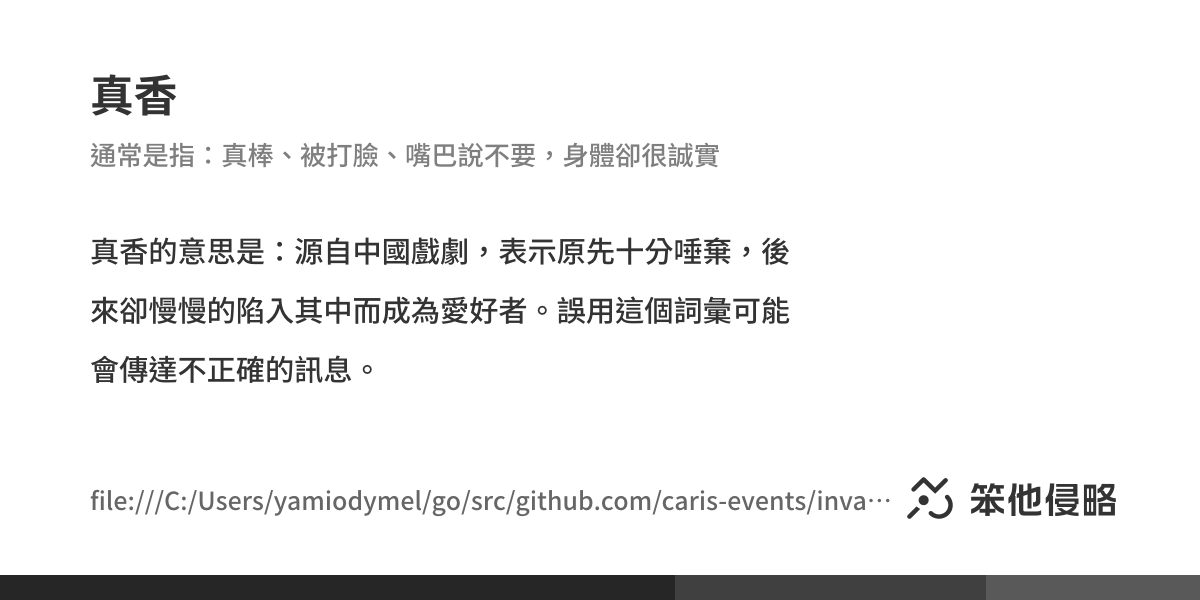 真香
通常是指：真棒、被打臉、嘴巴說不要，身體卻很誠實
真香的意思是：源自中國戲劇，表示原先十分唾棄，後
來卻慢慢的陷入其中而成為愛好者。誤用這個詞彙可能
會傳達不正確的訊息。
file:///C:/Users/yamiodymel/go/src/github.com/caris-events/inva…
笨他侵略